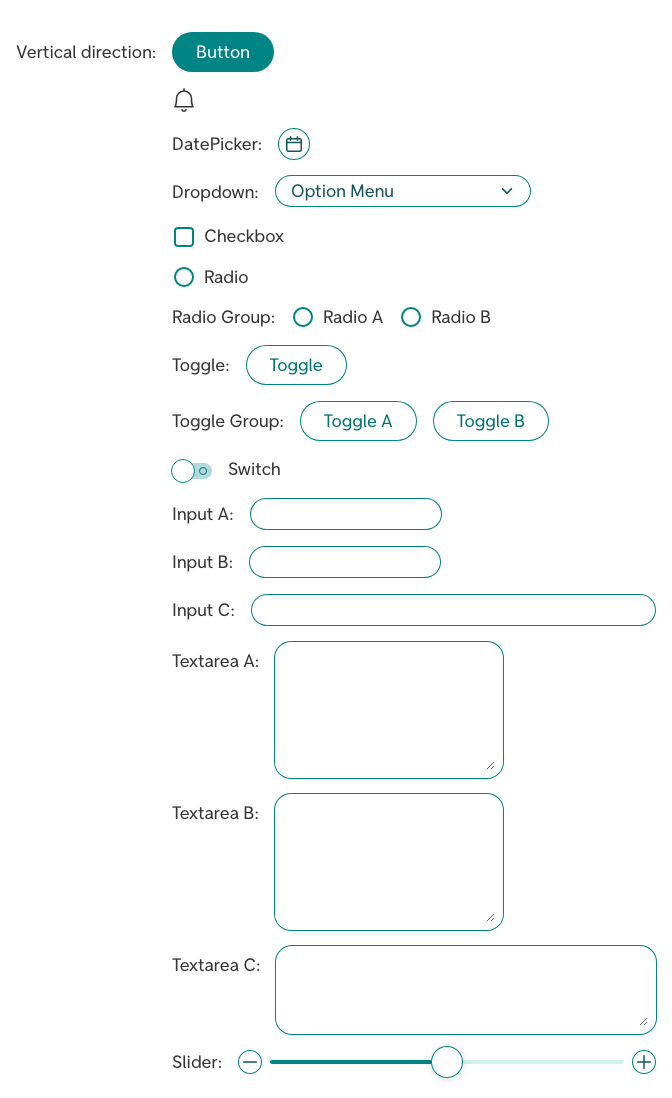 Vertical direction: Button
DatePicker:
Dropdown: Option Menu
Checkbox
Radio
Radio Group: Radio A Radio B
Toggle: Toggle
Toggle Group: Toggle A Toggle B
Switch
Input A:
Input B:
Input C:
Textarea A:
Textarea B:
Textarea C:
Slider: